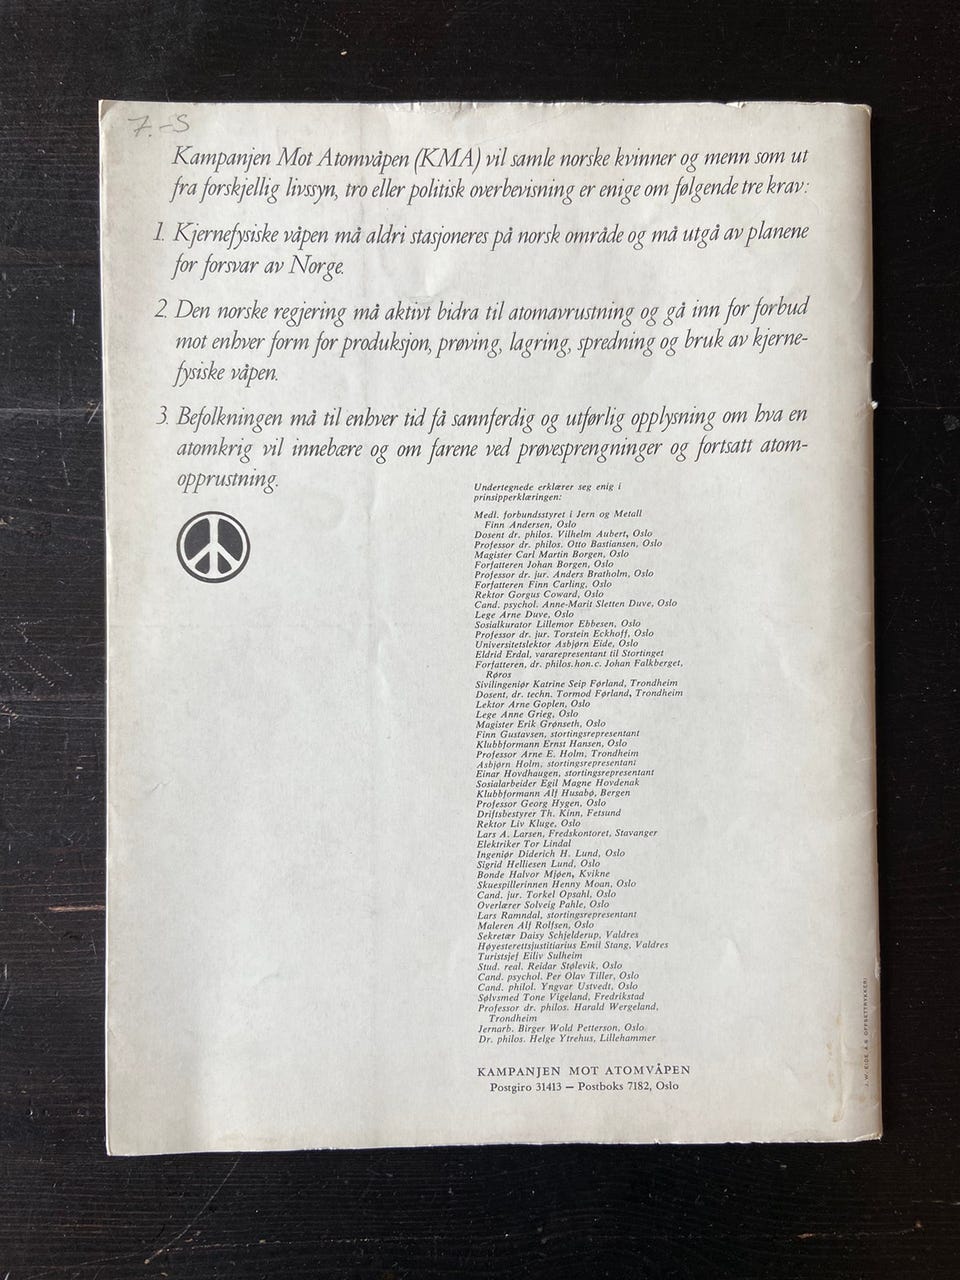 7.-S
Kampanjen Mot Atomvåpen (KMA) vil samle norske kvinner og menn som ut
fra forskjellig livssyn, tro eller politisk overbevisning er enige om følgende tre krav:
1. Kjernefysiske våpen må aldri stasjoneres på norsk område og må utgå av planene
for forsvar av Norge.
2. Den norske regjering må aktivt bidra til atomavrustning og gå inn for forbud
mot enhver form for produksjon, prøving, lagring, spredning og bruk av kjerne-
fysiske våpen.
3. Befolkningen må til enhver tid få sannferdig og utførlig opplysning om hva en
atomkrig vil innebære og om farene ved prøvesprengninger og fortsatt atom-
opprustning.
Undertegnede erklærer seg enig i
prinsipperklæringen:
Medl. forbundsstyret i Jern og Metall
Finn Andersen, Oslo
Dosent dr. philos. Vilhelm Aubert, Oslo
Professor dr. philos. Otto Bastiansen, Oslo
Magister Carl Martin Borgen, Oslo
Forfatteren Johan Borgen, Oslo
Professor dr. jur. Anders Bratholm, Oslo
Forfatteren Finn Carling, Oslo
Rektor Gorgus Coward, Oslo
Cand. psychol. Anne-Marit Sletten Duve, Oslo
Lege Arne Duve, Oslo
Sosialkurator Lillemor Ebbesen, Oslo
Professor dr. jur. Torstein Eckhoff, Oslo
Universitetslektor Asbjørn Eide, Oslo
Eldrid Erdal, vararepresentant til Stortinget
Forfatteren, dr. philos.hon.c. Johan Falkberget,
Røros
Sivilingeniør Katrine Seip Førland, Trondheim
Dosent, dr. techn. Tormod Førland, Trondheim
Lektor Arne Goplen, Oslo
Lege Anne Grieg, Oslo
Magister Erik Grønseth, Oslo
Finn Gustavsen, stortingsrepresentant
Klubbformann Ernst Hansen, Oslo
Professor Arne E. Holm, Trondheim
Asbjørn Holm, stortingsrepresentant
Einar Hovdhaugen, stortingsrepresentant
Sosialarbeider Egil Magne Hovdenak
Klubbformann Alf Husabø, Bergen
Professor Georg Hygen, Oslo
Driftsbestyrer Th. Kinn, Fetsund
Rektor Liv Kluge, Oslo
Lars A. Larsen, Fredskontoret, Stavanger
Elektriker Tor Lindal
Ingeniør Diderich H. Lund, Oslo
Sigrid Helliesen Lund, Oslo
Bonde Halvor Mjøen, Kvikne
Skuespillerinnen Henny Moan, Oslo
Cand. jur. Torkel Opsahl, Oslo
Overlærer Solveig Pahle, Oslo
Lars Ramndal, stortingsrepresentant
Maleren Alf Rolfsen, Oslo
Sekretær Daisy Schjelderup, Valdres
Høyesterettsjustitiarius Emil Stang, Valdres
Turistsjef Eiliv Sulheim
Stud. real. Reidar Stølevik, Oslo
Cand. psychol. Per Olav Tiller, Oslo
Cand. philol. Yngvar Ustvedt, Oslo
Sølvsmed Tone Vigeland, Fredrikstad
Professor dr. philos. Harald Wergeland,
Trondheim
Jernarb. Birger Wold Petterson, Oslo
Dr. philos. Helge Ytrehus, Lillehammer
KAMPANJEN MOT ATOMVÅPEN
Postgiro 31413 — Postboks 7182, Oslo
J. W. EIDE A-S OFFSETTRYKKERI